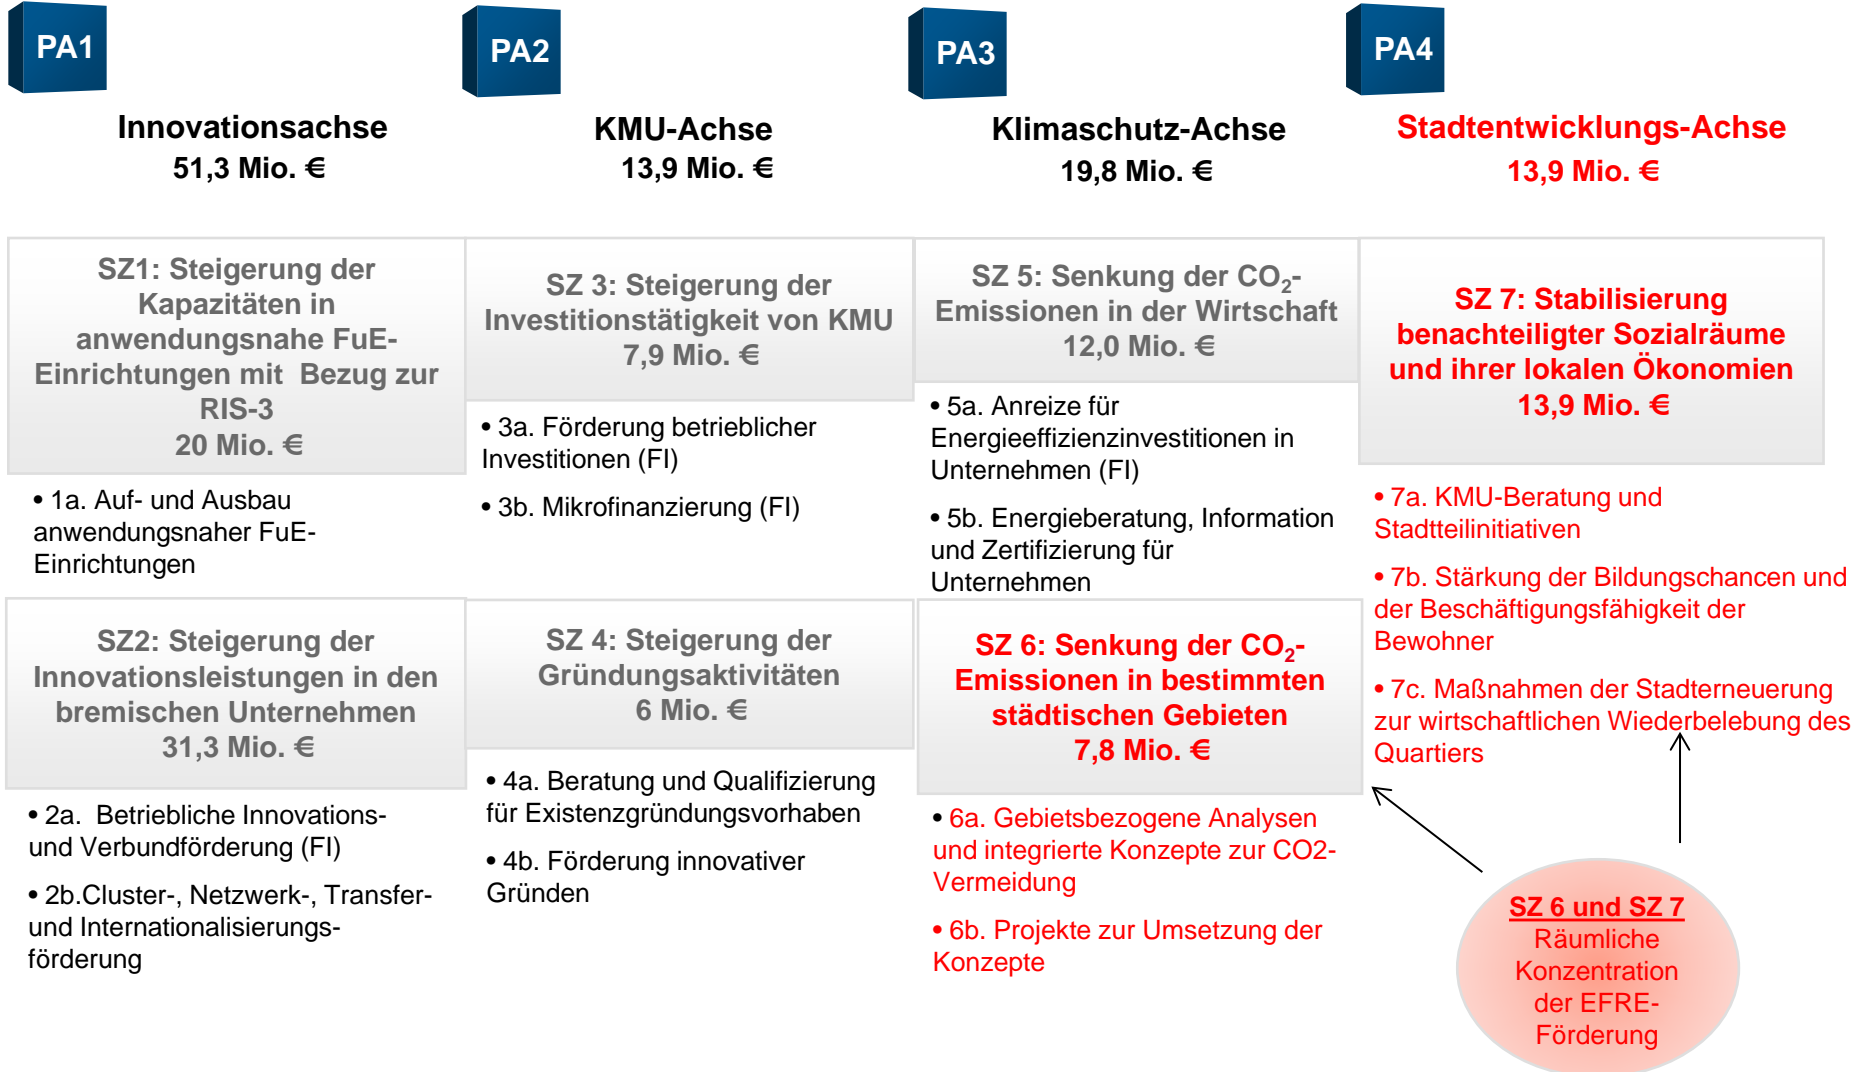 PA1
Innovationsachse
51,3 Mio. €
SZ1: Steigerung der
Kapazitäten in
anwendungsnahe FuE-
Einrichtungen mit  Bezug zur
RIS-3
20 Mio. €
• 1a. Auf- und Ausbau
anwendungsnaher FuE-
Einrichtungen
SZ2: Steigerung der
Innovationsleistungen in den
bremischen Unternehmen
31,3 Mio. €
• 2a.  Betriebliche Innovations-
und Verbundförderung (FI)
• 2b.Cluster-, Netzwerk-, Transfer-
und Internationalisierungs-
förderung
PA2
KMU-Achse
13,9 Mio. €
SZ 3: Steigerung der
Investitionstätigkeit von KMU
7,9 Mio. €
• 3a. Förderung betrieblicher
Investitionen (FI)
• 3b. Mikrofinanzierung (FI)
SZ 4: Steigerung der
Gründungsaktivitäten
6 Mio. €
• 4a. Beratung und Qualifizierung
für Existenzgründungsvorhaben
• 4b. Förderung innovativer
Gründen
PA3
Klimaschutz-Achse
19,8 Mio. €
SZ 5: Senkung der CO₂-
Emissionen in der Wirtschaft
12,0 Mio. €
• 5a. Anreize für
Energieeffizienzinvestitionen in
Unternehmen (FI)
• 5b. Energieberatung, Information
und Zertifizierung für
Unternehmen
SZ 6: Senkung der CO₂-
Emissionen in bestimmten
städtischen Gebieten
7,8 Mio. €
• 6a. Gebietsbezogene Analysen
und integrierte Konzepte zur CO2-
Vermeidung
• 6b. Projekte zur Umsetzung der
Konzepte
PA4
Stadtentwicklungs-Achse
13,9 Mio. €
SZ 7: Stabilisierung
benachteiligter Sozialräume
und ihrer lokalen Ökonomien
13,9 Mio. €
• 7a. KMU-Beratung und
Stadtteilinitiativen
• 7b. Stärkung der Bildungschancen und
der Beschäftigungsfähigkeit der
Bewohner
• 7c. Maßnahmen der Stadterneuerung
zur wirtschaftlichen Wiederbelebung des
Quartiers
SZ 6 und SZ 7
Räumliche
Konzentration
der EFRE-
Förderung